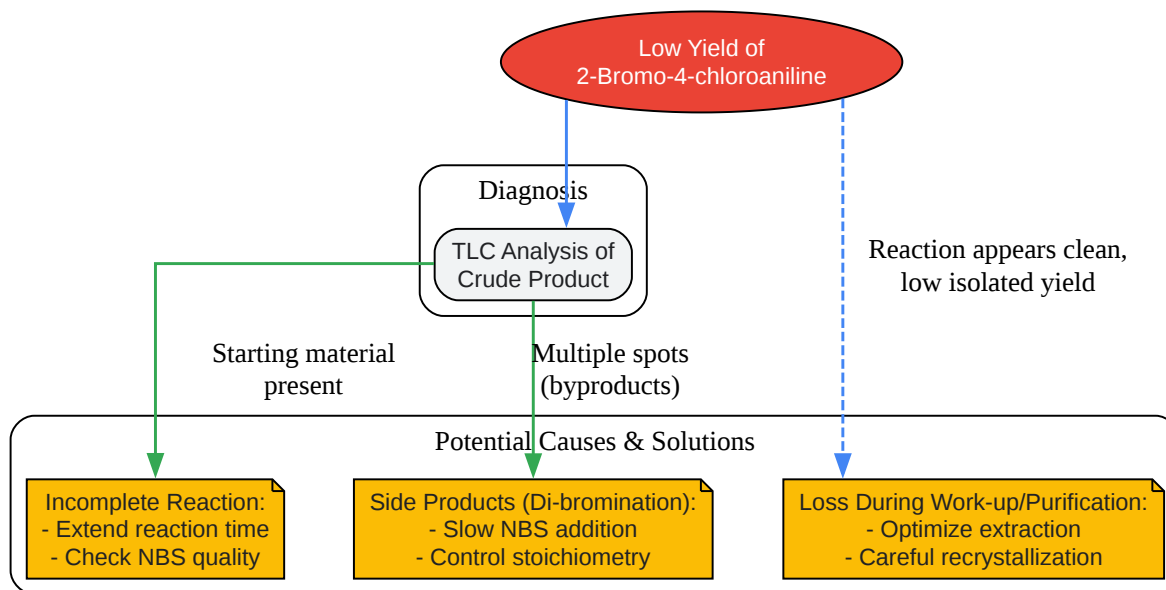 Low Yield of
2-Bromo-4-chloroaniline
Diagnosis
TLC Analysis of
Crude Product
Reaction appears clean,
low isolated yield
Starting material
present
Multiple spots
(byproducts)
Potential Causes & Solutions
Incomplete Reaction:
- Extend reaction time
- Check NBS quality
Side Products (Di-bromination):
- Slow NBS addition
- Control stoichiometry
Loss During Work-up/Purification:
- Optimize extraction
- Careful recrystallization